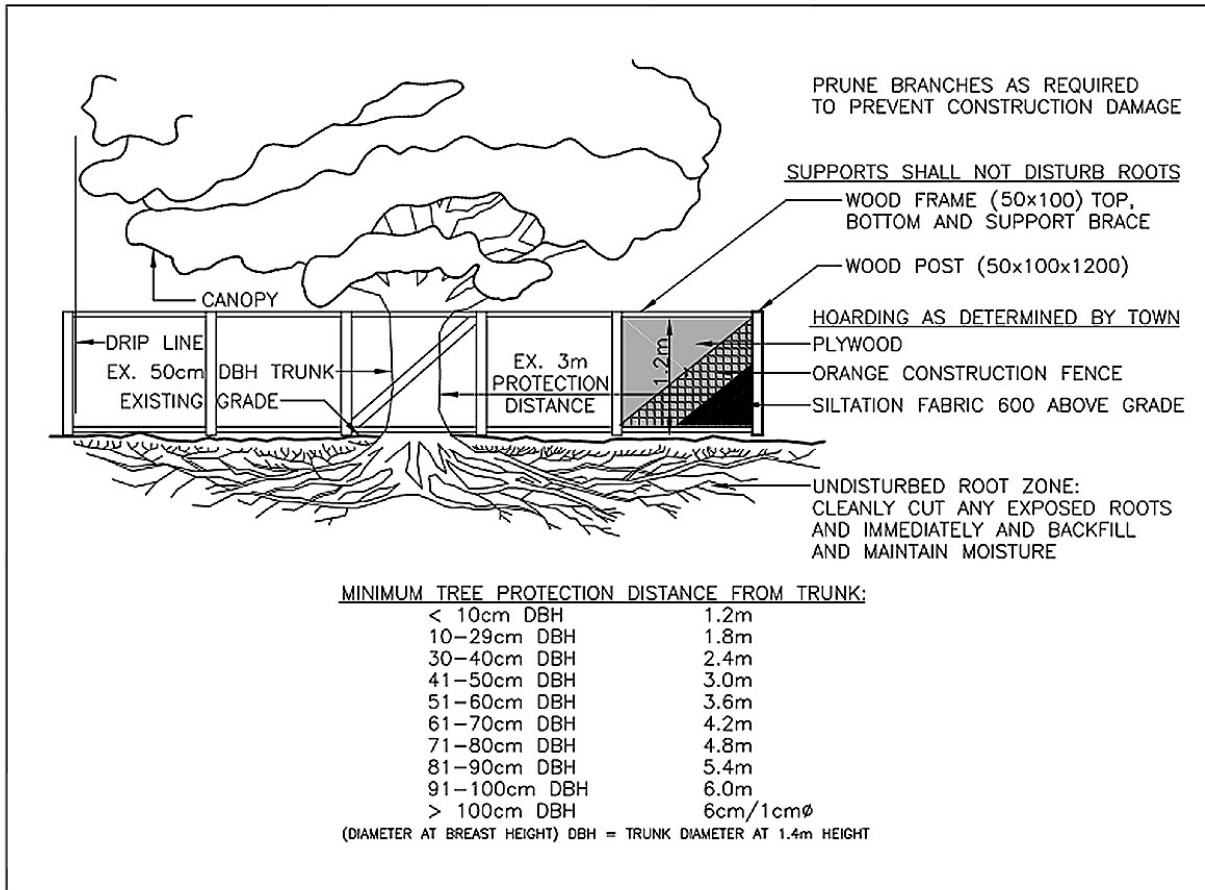 PRUNE BRANCHES AS REQUIRED
TO PREVENT CONSTRUCTION DAMAGE
SUPPORTS SHALL NOT DISTURB ROOTS
WOOD FRAME (50x100) TOP,
BOTTOM AND SUPPORT BRACE
WOOD POST (50x100x1200)
CANOPY
HOARDING AS DETERMINED BY TOWN
PLYWOOD
ORANGE CONSTRUCTION FENCE
SILTATION FABRIC 600 ABOVE GRADE
DRIP LINE
EX. 50cm DBH TRUNK
EXISTING GRADE
EX. 3m
PROTECTION
DISTANCE
1.2m
UNDISTURBED ROOT ZONE:
CLEANLY CUT ANY EXPOSED ROOTS
AND IMMEDIATELY AND BACKFILL
AND MAINTAIN MOISTURE
MINIMUM TREE PROTECTION DISTANCE FROM TRUNK:
< 10cm DBH 1.2m
10-29cm DBH 1.8m
30-40cm DBH 2.4m
41-50cm DBH 3.0m
51-60cm DBH 3.6m
61-70cm DBH 4.2m
71-80cm DBH 4.8m
81-90cm DBH 5.4m
91-100cm DBH 6.0m
> 100cm DBH 6cm/1cmø
(DIAMETER AT BREAST HEIGHT) DBH = TRUNK DIAMETER AT 1.4m HEIGHT